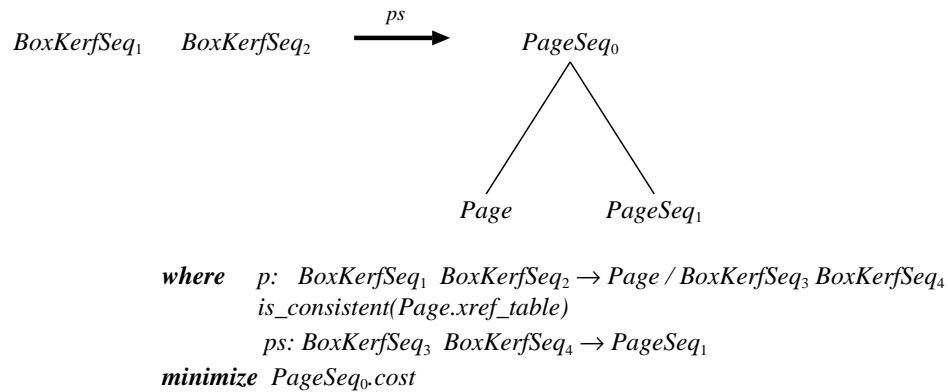 ps
BoxKerfSeq₁ BoxKerfSeq₂ PageSeq₀
Page PageSeq₁
where p: BoxKerfSeq₁ BoxKerfSeq₂ → Page / BoxKerfSeq₃ BoxKerfSeq₄
is_consistent(Page.xref_table)
ps: BoxKerfSeq₃ BoxKerfSeq₄ → PageSeq₁
minimize PageSeq₀.cost